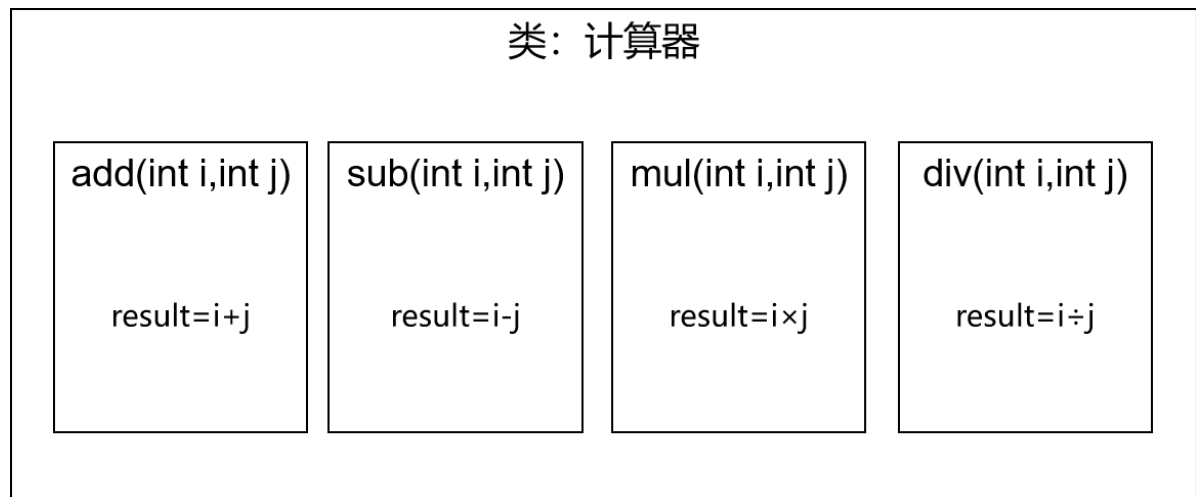 类：计算器
add(int i,int j)
sub(int i,int j)
mul(int i,int j)
div(int i,int j)
result=i+j
result=i-j
result=i×j
result=i÷j